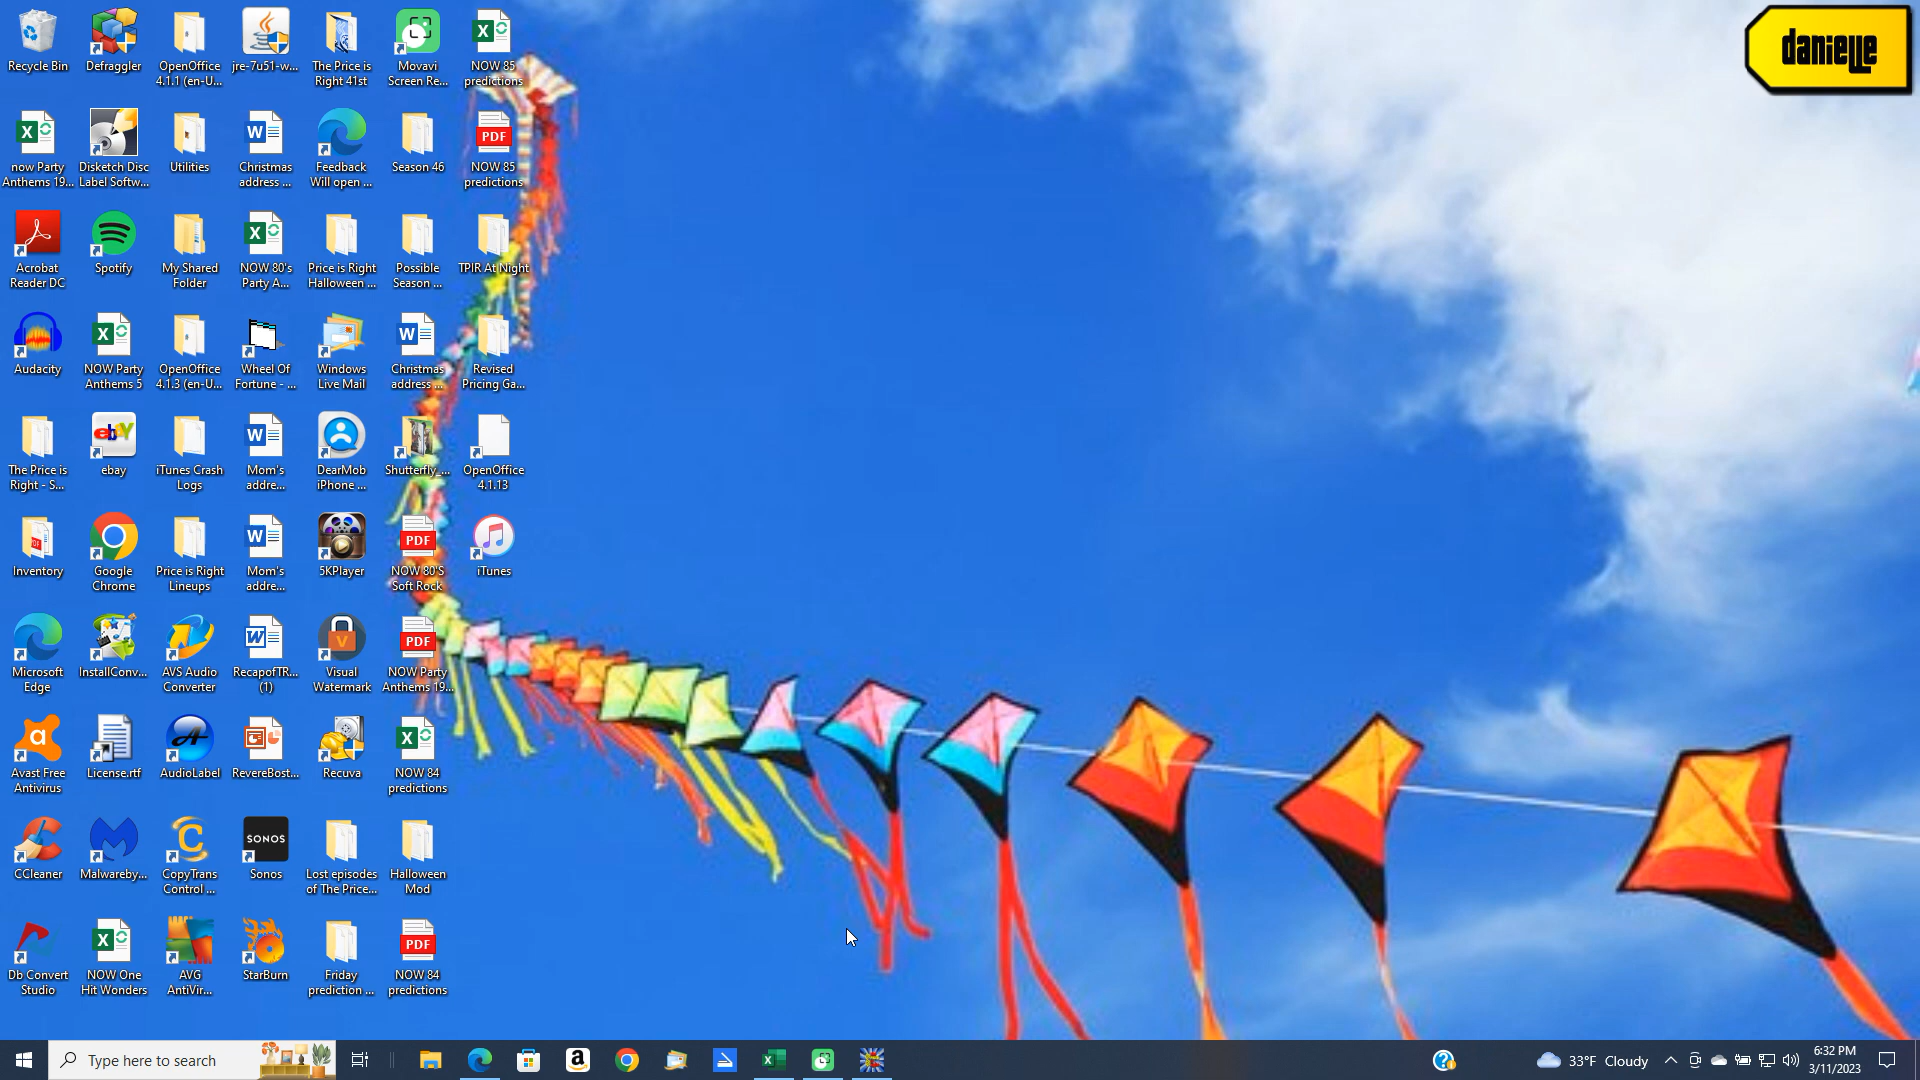 danielle
Recycle Bin
Defraggler
OpenOffice
4.1.1 (en-U...
jre-7u51-w...
The Price is
Right 41st
Movavi
Screen Re...
NOW 85
predictions
now Party
Anthems 19...
Disketch Disc
Label Softw...
Utilities
Christmas
address ...
Feedback
Will open ...
Season 46
PDF
NOW 85
predictions
Acrobat
Reader DC
Spotify
My Shared
Folder
NOW 80's
Party A...
Price is Right
Halloween ...
Possible
Season ...
TPIR At Night
Audacity
NOW Party
Anthems 5
OpenOffice
4.1.3 (en-U...
Wheel Of
Fortune - ...
Windows
Live Mail
Christmas
address ...
Revised
Pricing Ga...
The Price is
Right - S...
ebay
ebay
iTunes Crash
Logs
Mom's
addre...
DearMob
iPhone ...
Shutterfly_...
OpenOffice
4.1.13
Inventory
Google
Chrome
Price is Right
Lineups
Mom's
addre...
5KPlayer
PDF
NOW 80'S
Soft Rock
iTunes
Microsoft
Edge
InstallConv...
AVS Audio
Converter
RecapofTR...
(1)
Visual
Watermark
PDF
NOW Party
Anthems 19...
Avast Free
Antivirus
License.rtf
AudioLabel
RevereBost...
Recuva
NOW 84
predictions
CCleaner
Malwareby...
CopyTrans
Control ...
SONOS
Sonos
Lost episodes
of The Price...
Halloween
Mod
Db Convert
Studio
NOW One
Hit Wonders
AVG
AntiVir...
StarBurn
Friday
prediction ...
PDF
NOW 84
predictions
Type here to search
33°F Cloudy
6:32 PM
3/11/2023